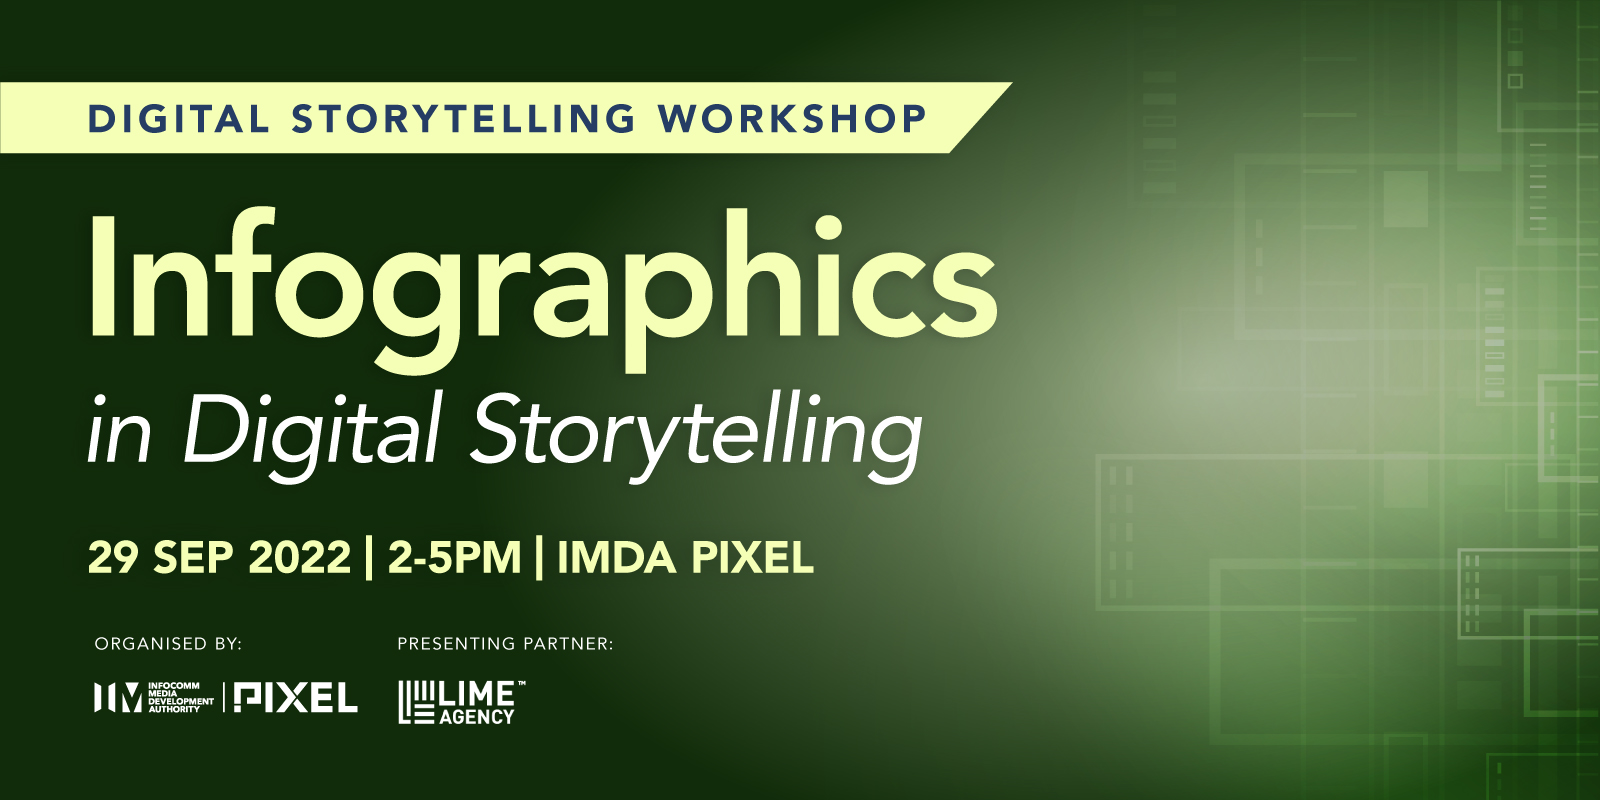 DIGITAL STORYTELLING WORKSHOP
Infographics
in Digital Storytelling
29 SEP 2022 | 2-5PM | IMDA PIXEL
ORGANISED BY:
PRESENTING PARTNER:
INFOCOMM
MEDIA
DEVELOPMENT
AUTHORITY
PIXEL
LIME™
AGENCY